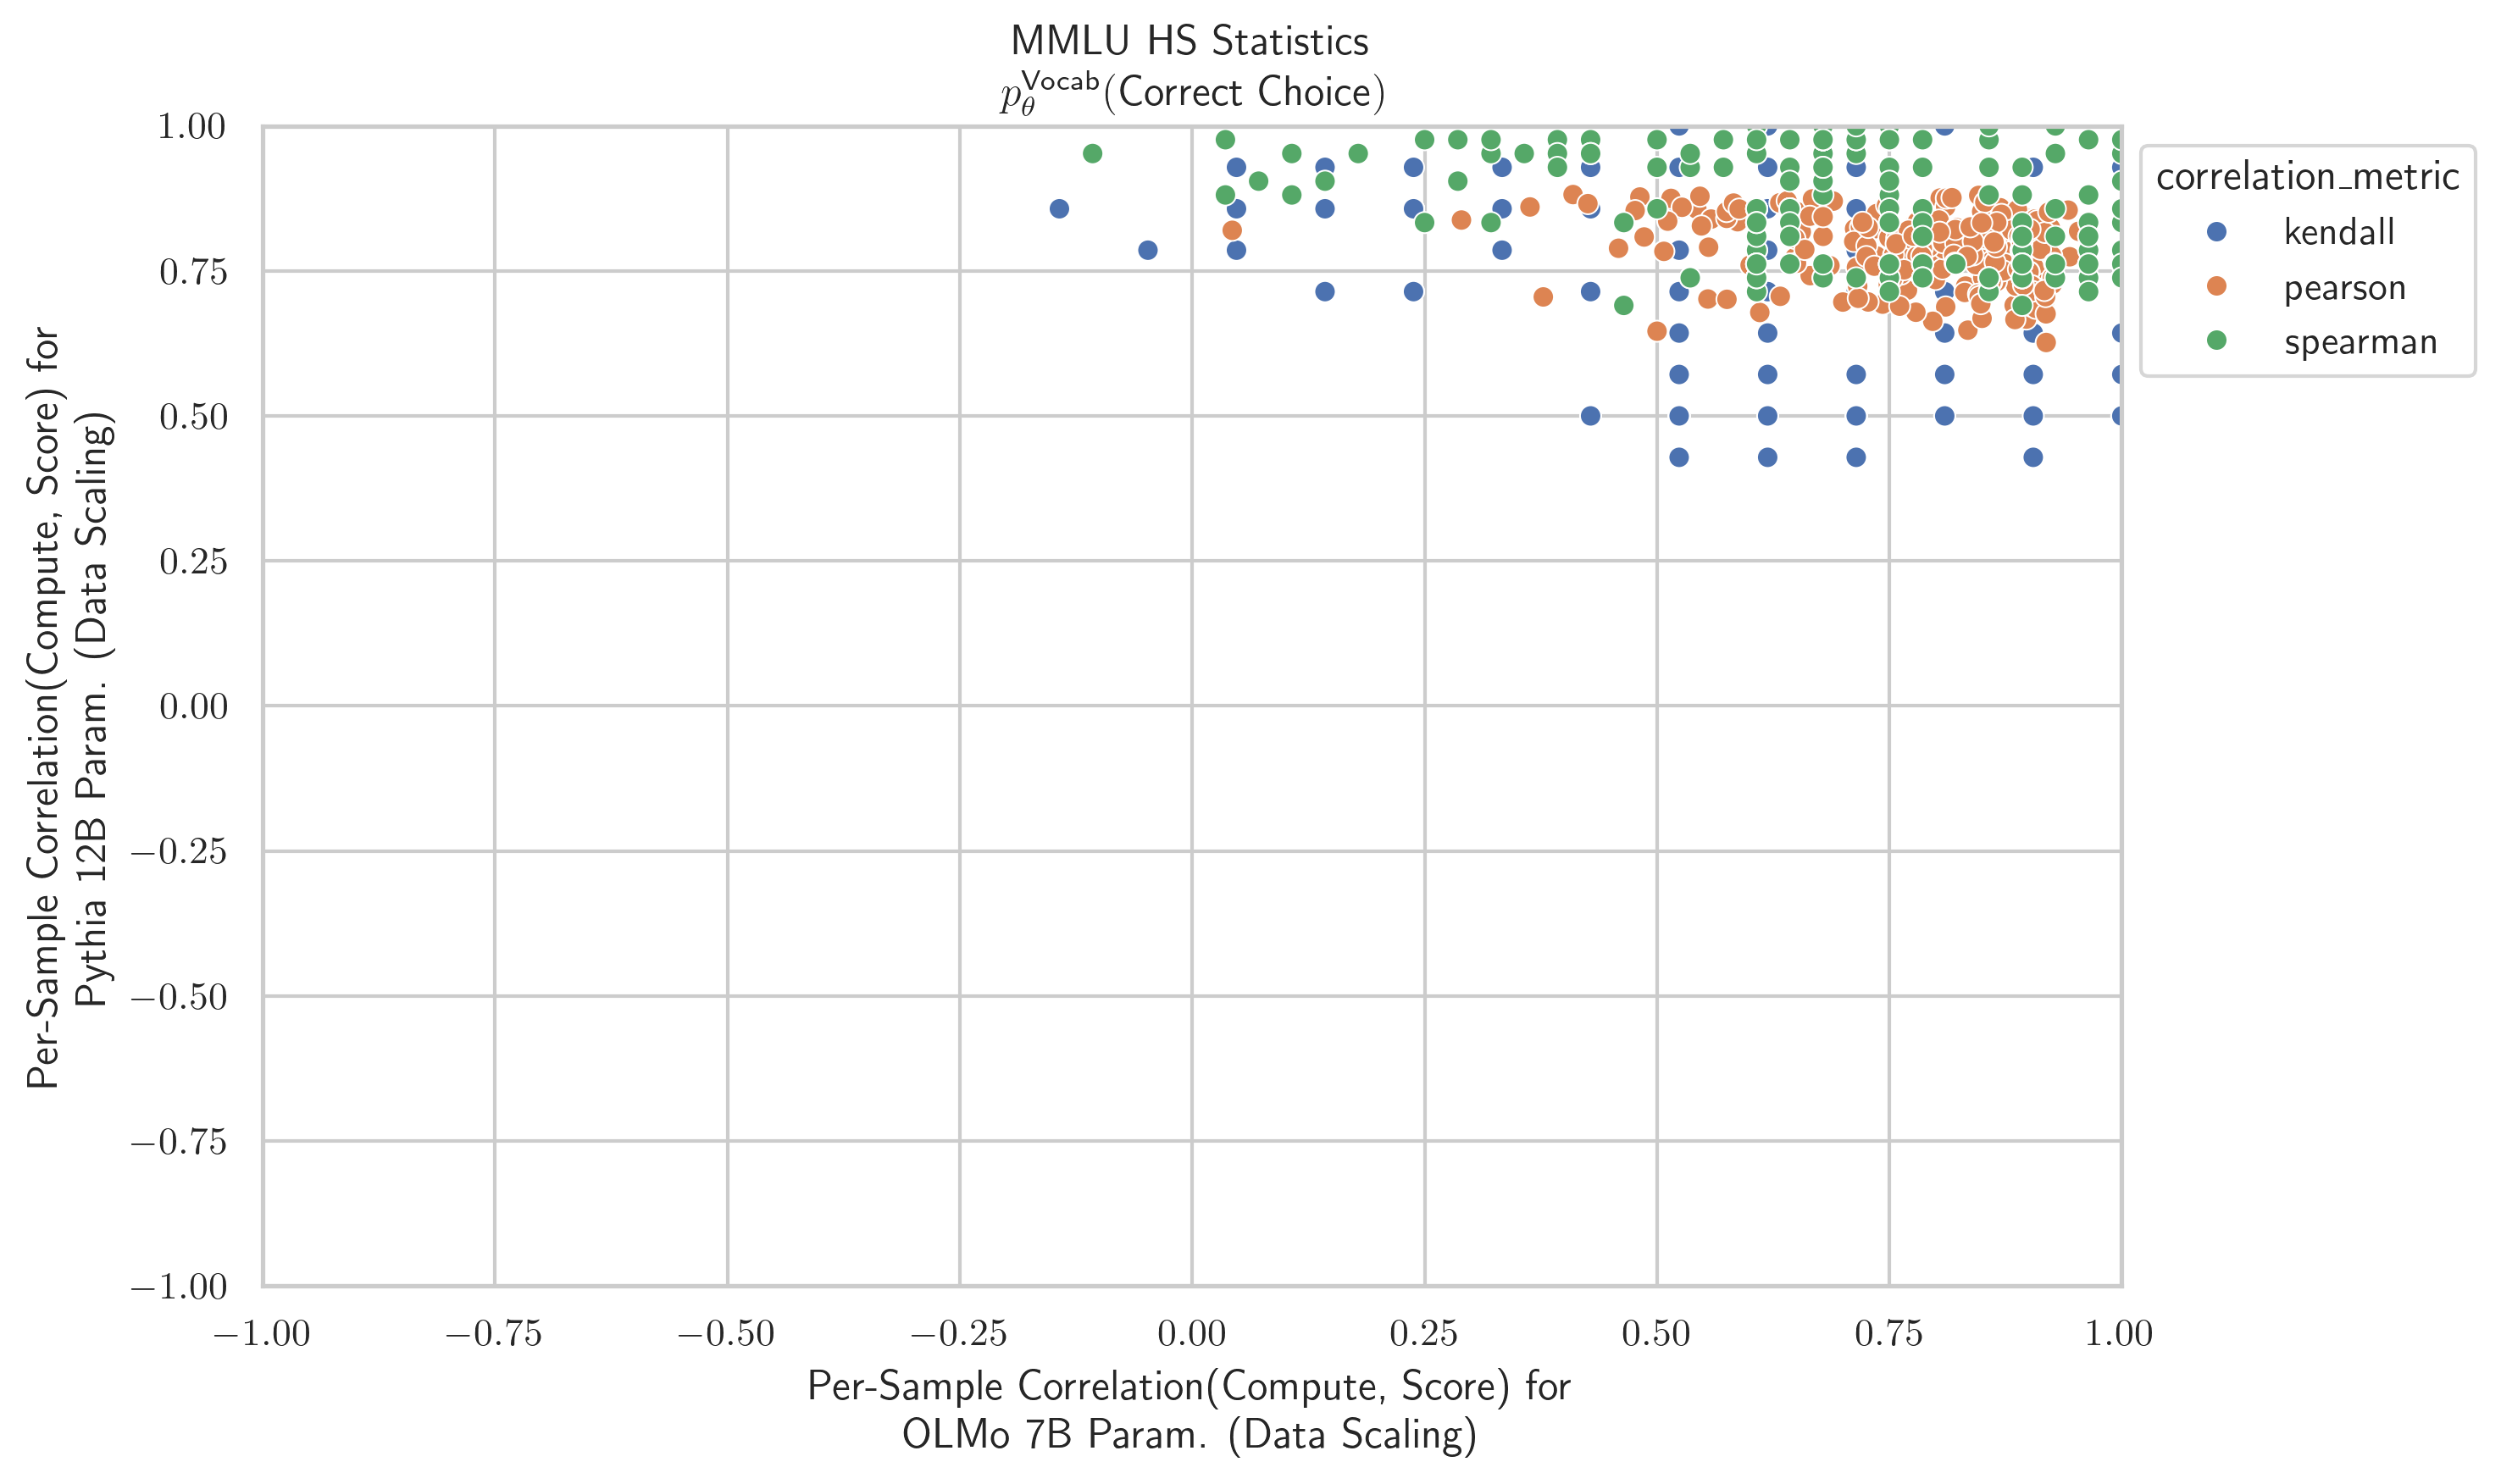 MMLU HS Statistics
p_θ^Vocab(Correct Choice)
Per-Sample Correlation(Compute, Score) for
Pythia 12B Param. (Data Scaling)
1.00
0.75
0.50
0.25
0.00
−0.25
−0.50
−0.75
−1.00
−1.00 −0.75 −0.50 −0.25 0.00 0.25 0.50 0.75 1.00
Per-Sample Correlation(Compute, Score) for
OLMo 7B Param. (Data Scaling)
correlation_metric
kendall
pearson
spearman